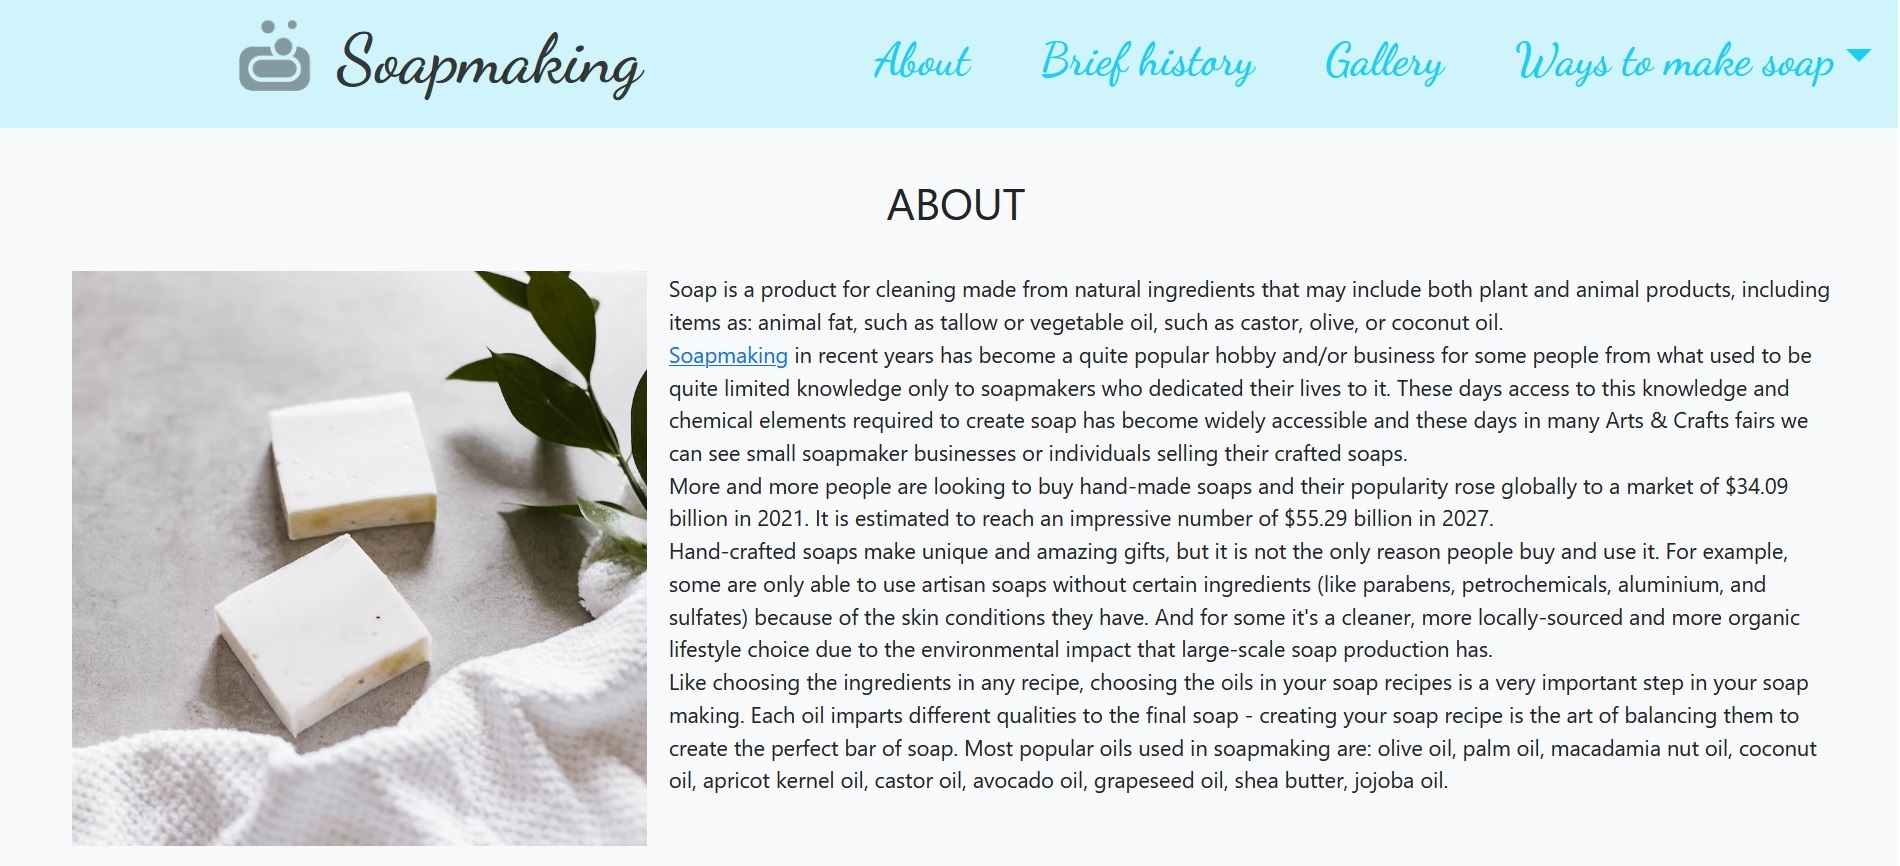 Soapmaking
About
Brief history
Gallery
Ways to make soap
ABOUT
Soap is a product for cleaning made from natural ingredients that may include both plant and animal products, including
items as: animal fat, such as tallow or vegetable oil, such as castor, olive, or coconut oil.
Soapmaking in recent years has become a quite popular hobby and/or business for some people from what used to be
quite limited knowledge only to soapmakers who dedicated their lives to it. These days access to this knowledge and
chemical elements required to create soap has become widely accessible and these days in many Arts & Crafts fairs we
can see small soapmaker businesses or individuals selling their crafted soaps.
More and more people are looking to buy hand-made soaps and their popularity rose globally to a market of $34.09
billion in 2021. It is estimated to reach an impressive number of $55.29 billion in 2027.
Hand-crafted soaps make unique and amazing gifts, but it is not the only reason people buy and use it. For example,
some are only able to use artisan soaps without certain ingredients (like parabens, petrochemicals, aluminium, and
sulfates) because of the skin conditions they have. And for some it's a cleaner, more locally-sourced and more organic
lifestyle choice due to the environmental impact that large-scale soap production has.
Like choosing the ingredients in any recipe, choosing the oils in your soap recipes is a very important step in your soap
making. Each oil imparts different qualities to the final soap - creating your soap recipe is the art of balancing them to
create the perfect bar of soap. Most popular oils used in soapmaking are: olive oil, palm oil, macadamia nut oil, coconut
oil, apricot kernel oil, castor oil, avocado oil, grapeseed oil, shea butter, jojoba oil.